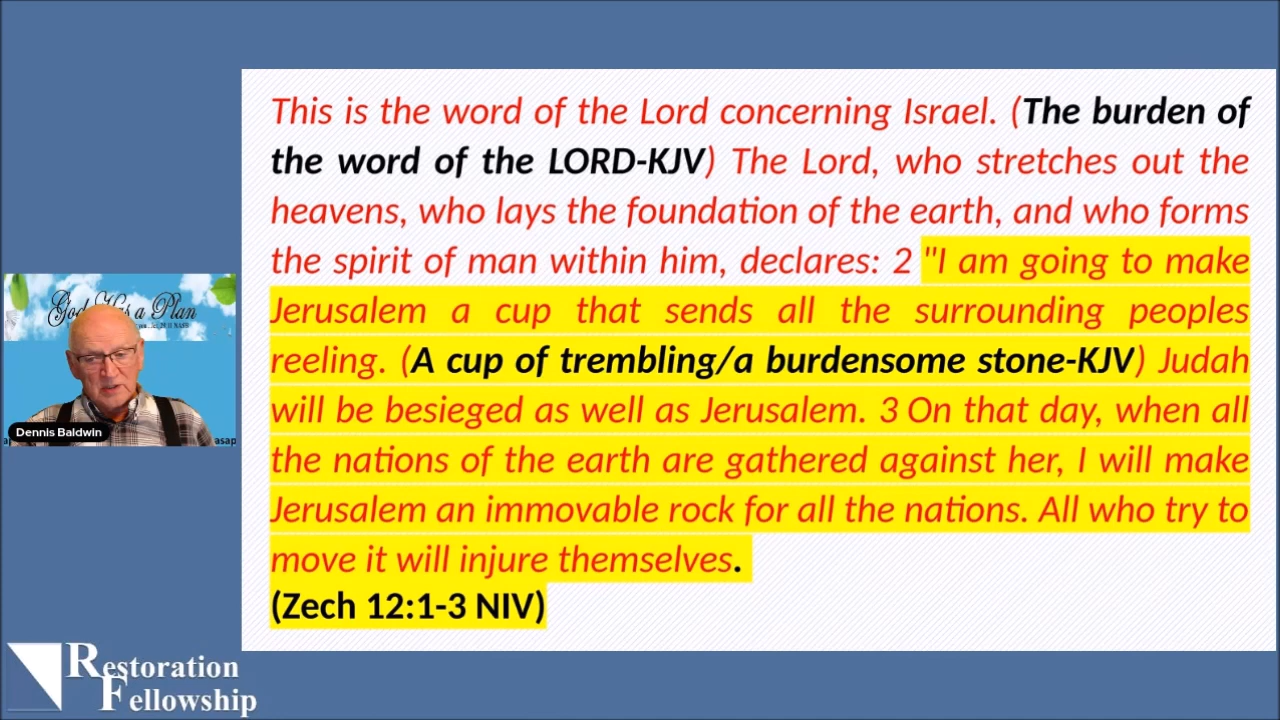 This is the word of the Lord concerning Israel. (The burden of
the word of the LORD-KJV) The Lord, who stretches out the
heavens, who lays the foundation of the earth, and who forms
the spirit of man within him, declares: 2 "I am going to make
Jerusalem a cup that sends all the surrounding peoples
reeling. (A cup of trembling/a burdensome stone-KJV) Judah
will be besieged as well as Jerusalem. 3 On that day, when all
the nations of the earth are gathered against her, I will make
Jerusalem an immovable rock for all the nations. All who try to
move it will injure themselves.
(Zech 12:1-3 NIV)
God Has a Plan
Dennis Baldwin
asap
Restoration
Fellowship